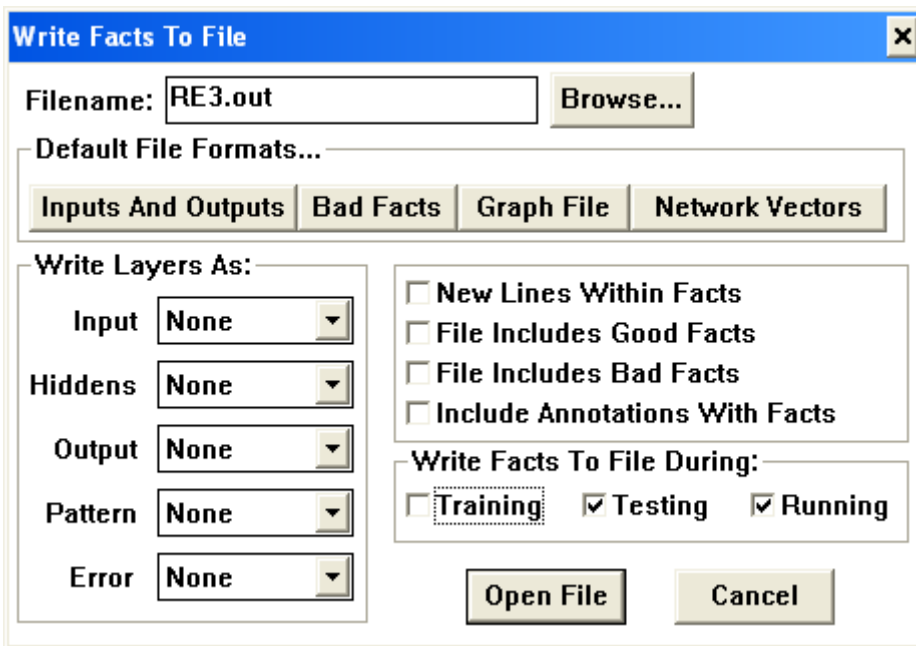 Write Facts To File
Filename: RE3.out Browse...
Default File Formats...
Inputs And Outputs Bad Facts Graph File Network Vectors
Write Layers As:
Input None
Hiddens None
Output None
Pattern None
Error None
New Lines Within Facts
File Includes Good Facts
File Includes Bad Facts
Include Annotations With Facts
Write Facts To File During:
Training Testing Running
Open File Cancel